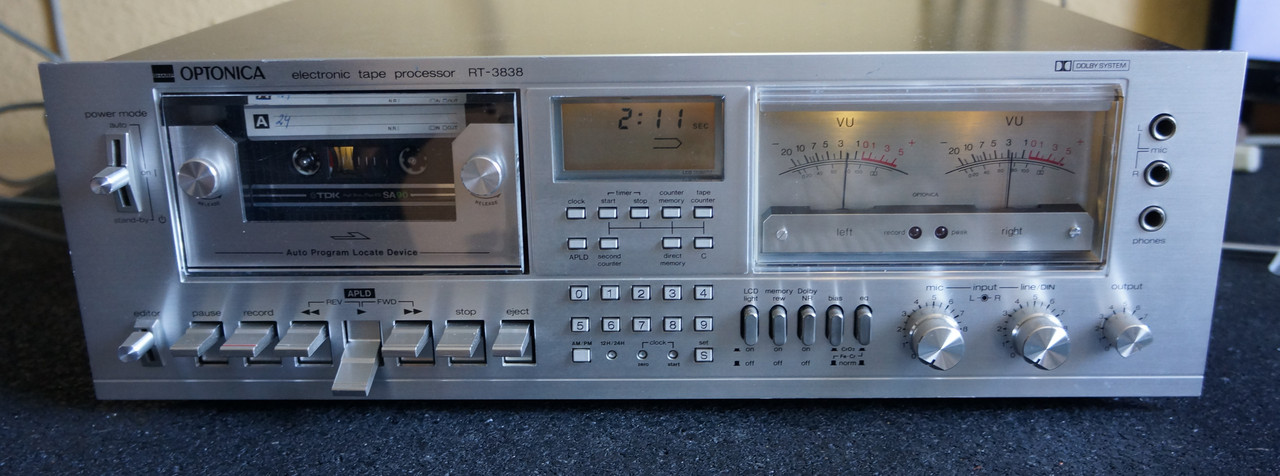 OPTONICA electronic tape processor RT-3838
DOLBY SYSTEM
power mode
auto
on
stand-by
A 24
TDK SA90
RELEASE
RELEASE
Auto Program Locate Device
2:11 SEC
timer
counter
tape
clock start stop memory counter
APLD second counter
direct memory
C
VU VU
- 20 10 7 5 3 1 0 1 3 5 +
- 20 10 7 5 3 1 0 1 3 5 +
OPTONICA
left record pause right
L
mic
R
phones
editor
APLD
REV FWD
pause record ◀◀ ▶ ▶▶ stop eject
0 1 2 3 4
5 6 7 8 9
AM/PM 12H/24H clock set
zero start S
LCD light
memory rew
Dolby NR
bias
eq
on on on CrO₂
Fe-Cr
off off off norm
mic input line/DIN
L R
output